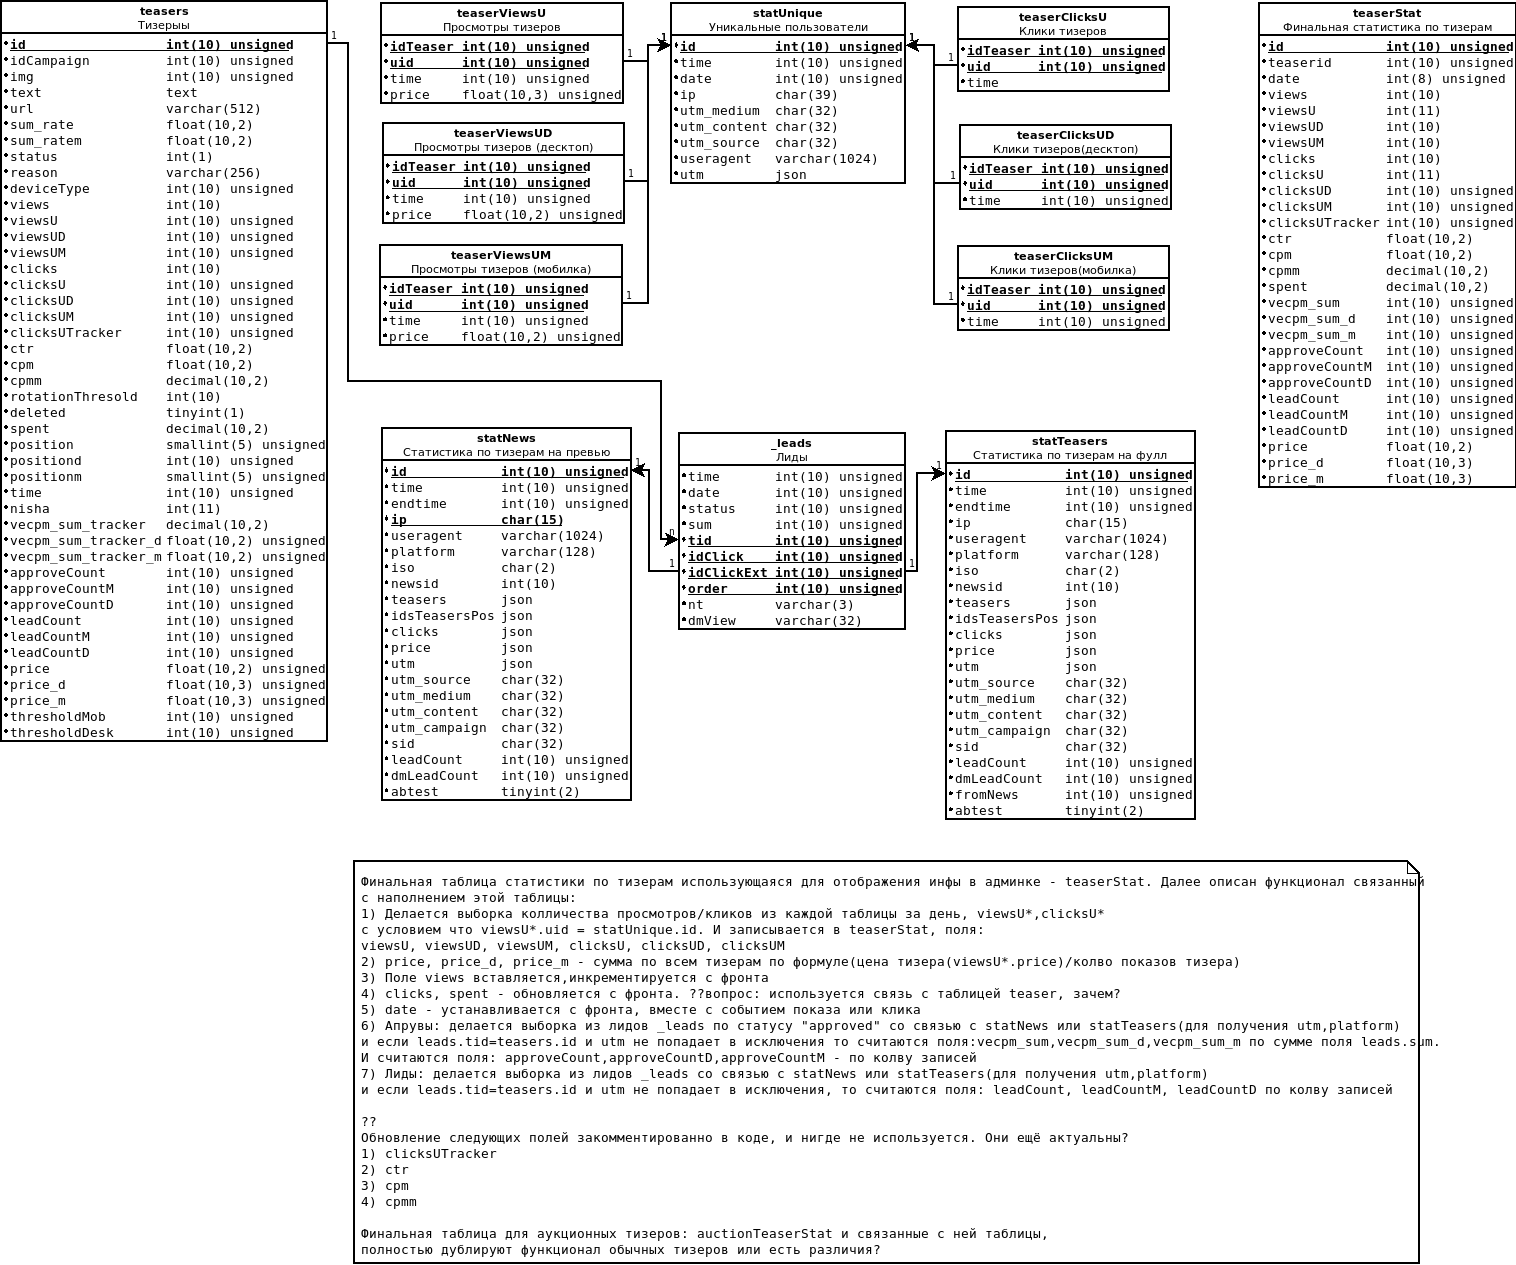 teasers
Тизерыы
id int(10) unsigned
idCampaign int(10) unsigned
img int(10) unsigned
text text
url varchar(512)
sum_rate float(10,2)
sum_ratem float(10,2)
status int(1)
reason varchar(256)
deviceType int(10) unsigned
views int(10)
viewsU int(10) unsigned
viewsUD int(10) unsigned
viewsUM int(10) unsigned
clicks int(10)
clicksU int(10) unsigned
clicksUD int(10) unsigned
clicksUM int(10) unsigned
clicksUTracker int(10) unsigned
ctr float(10,2)
cpm float(10,2)
cpmm decimal(10,2)
rotationThresold int(10)
deleted tinyint(1)
spent decimal(10,2)
position smallint(5) unsigned
positiond int(10) unsigned
positionm smallint(5) unsigned
time int(10) unsigned
nisha int(11)
vecpm_sum_tracker decimal(10,2)
vecpm_sum_tracker_d float(10,2) unsigned
vecpm_sum_tracker_m float(10,2) unsigned
approveCount int(10) unsigned
approveCountM int(10) unsigned
approveCountD int(10) unsigned
leadCount int(10) unsigned
leadCountM int(10) unsigned
leadCountD int(10) unsigned
price float(10,2) unsigned
price_d float(10,3) unsigned
price_m float(10,3) unsigned
thresholdMob int(10) unsigned
thresholdDesk int(10) unsigned
1
teaserViewsU
Просмотры тизеров
idTeaser int(10) unsigned
uid int(10) unsigned
time int(10) unsigned
price float(10,3) unsigned
1
1
teaserViewsUD
Просмотры тизеров (десктоп)
idTeaser int(10) unsigned
uid int(10) unsigned
time int(10) unsigned
price float(10,2) unsigned
1
teaserViewsUM
Просмотры тизеров (мобилка)
idTeaser int(10) unsigned
uid int(10) unsigned
time int(10) unsigned
price float(10,2) unsigned
1
statUnique
Уникальные пользователи
id int(10) unsigned
time int(10) unsigned
date int(10) unsigned
ip char(39)
utm_medium char(32)
utm_content char(32)
utm_source char(32)
useragent varchar(1024)
utm json
1
teaserClicksU
Клики тизеров
idTeaser int(10) unsigned
uid int(10) unsigned
time
1
teaserClicksUD
Клики тизеров(десктоп)
idTeaser int(10) unsigned
uid int(10) unsigned
time int(10) unsigned
1
teaserClicksUM
Клики тизеров(мобилка)
idTeaser int(10) unsigned
uid int(10) unsigned
time int(10) unsigned
1
teaserStat
Финальная статистика по тизерам
id int(10) unsigned
teaserid int(10) unsigned
date int(8) unsigned
views int(10)
viewsU int(11)
viewsUD int(10)
viewsUM int(10)
clicks int(10)
clicksU int(11)
clicksUD int(10) unsigned
clicksUM int(10) unsigned
clicksUTracker int(10) unsigned
ctr float(10,2)
cpm float(10,2)
cpmm decimal(10,2)
spent decimal(10,2)
vecpm_sum int(10) unsigned
vecpm_sum_d int(10) unsigned
vecpm_sum_m int(10) unsigned
approveCount int(10) unsigned
approveCountM int(10) unsigned
approveCountD int(10) unsigned
leadCount int(10) unsigned
leadCountM int(10) unsigned
leadCountD int(10) unsigned
price float(10,2)
price_d float(10,3)
price_m float(10,3)
statNews
Статистика по тизерам на превью
id int(10) unsigned
time int(10) unsigned
endtime int(10) unsigned
ip char(15)
useragent varchar(1024)
platform varchar(128)
iso char(2)
newsid int(10)
teasers json
idsTeasersPos json
clicks json
price json
utm json
utm_source char(32)
utm_medium char(32)
utm_content char(32)
utm_campaign char(32)
sid char(32)
leadCount int(10) unsigned
dmLeadCount int(10) unsigned
abtest tinyint(2)
1
n
1
_leads
Лиды
time int(10) unsigned
date int(10) unsigned
status int(10) unsigned
sum int(10) unsigned
tid int(10) unsigned
idClick int(10) unsigned
idClickExt int(10) unsigned
order int(10) unsigned
nt varchar(3)
dmView varchar(32)
1
1
statTeasers
Статистика по тизерам на фулл
id int(10) unsigned
time int(10) unsigned
endtime int(10) unsigned
ip char(15)
useragent varchar(1024)
platform varchar(128)
iso char(2)
newsid int(10)
teasers json
idsTeasersPos json
clicks json
price json
utm json
utm_source char(32)
utm_medium char(32)
utm_content char(32)
utm_campaign char(32)
sid char(32)
leadCount int(10) unsigned
dmLeadCount int(10) unsigned
fromNews int(10) unsigned
abtest tinyint(2)
Финальная таблица статистики по тизерам использующаяся для отображения инфы в админке - teaserStat. Далее описан функционал связанный
с наполнением этой таблицы:
1) Делается выборка колличества просмотров/кликов из каждой таблицы за день, viewsU*,clicksU*
с условием что viewsU*.uid = statUnique.id. И записывается в teaserStat, поля:
viewsU, viewsUD, viewsUM, clicksU, clicksUD, clicksUM
2) price, price_d, price_m - сумма по всем тизерам по формуле(цена тизера(viewsU*.price)/колво показов тизера)
3) Поле views вставляется,инкрементируется с фронта
4) clicks, spent - обновляется с фронта. ??вопрос: используется связь с таблицей teaser, зачем?
5) date - устанавливается с фронта, вместе с событием показа или клика
6) Апрувы: делается выборка из лидов _leads по статусу "approved" со связью с statNews или statTeasers(для получения utm,platform)
и если leads.tid=teasers.id и utm не попадает в исключения то считаются поля:vecpm_sum,vecpm_sum_d,vecpm_sum_m по сумме поля leads.sum.
И считаются поля: approveCount,approveCountD,approveCountM - по колву записей
7) Лиды: делается выборка из лидов _leads со связью с statNews или statTeasers(для получения utm,platform)
и если leads.tid=teasers.id и utm не попадает в исключения, то считаются поля: leadCount, leadCountM, leadCountD по колву записей
??
Обновление следующих полей закомментированно в коде, и нигде не используется. Они ещё актуальны?
1) clicksUTracker
2) ctr
3) cpm
4) cpmm
Финальная таблица для аукционных тизеров: auctionTeaserStat и связанные с ней таблицы,
полностью дублируют функционал обычных тизеров или есть различия?